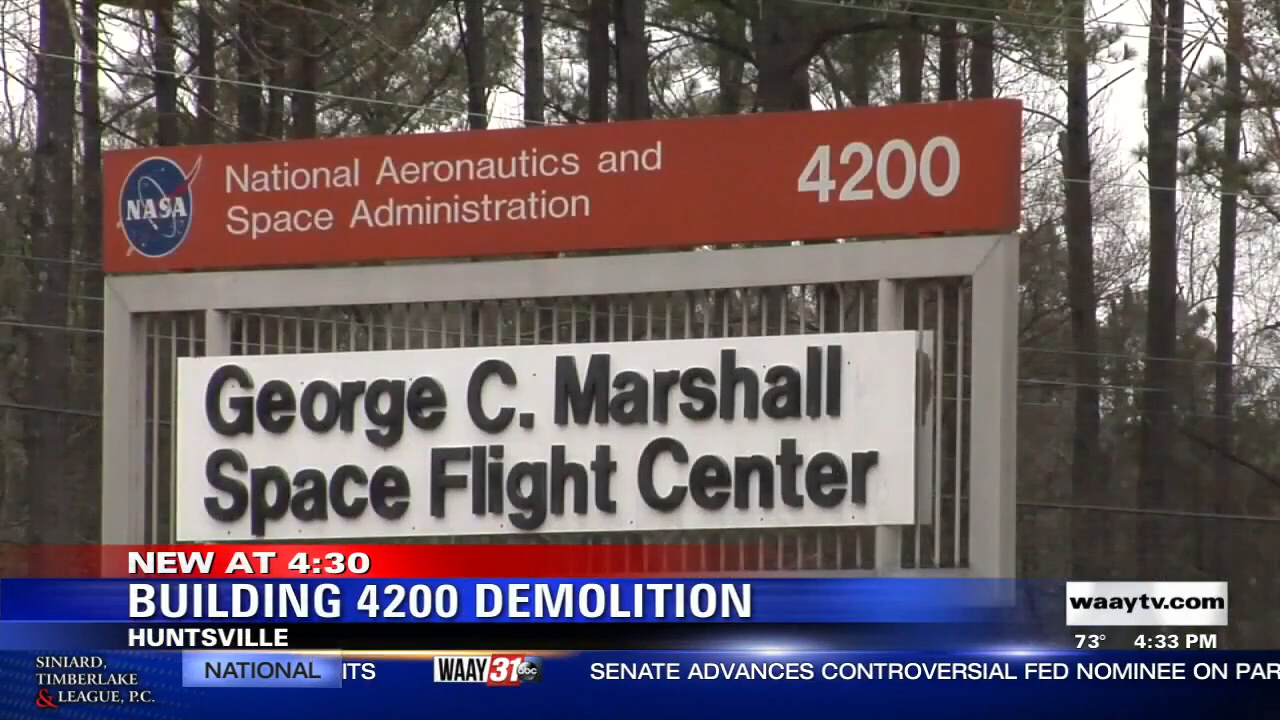 National Aeronautics and
Space Administration
4200
NASA
George C. Marshall
Space Flight Center
NEW AT 4:30
BUILDING 4200 DEMOLITION
HUNTSVILLE
waaytv.com
73° 4:33 PM
SINIARD,
TIMBERLAKE
& LEAGUE, P.C.
NATIONAL
ITS
WAAY 31 abc
SENATE ADVANCES CONTROVERSIAL FED NOMINEE ON PAR